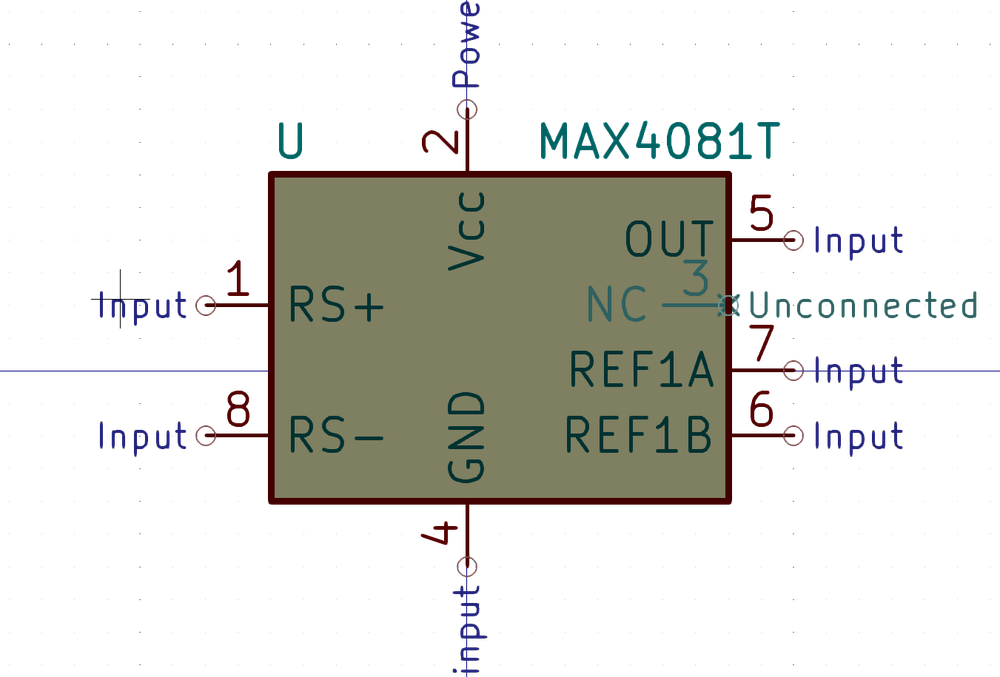 Powe
U
2
MAX4081T
Vcc
5
OUT Input
3
1
Input RS+ NC Unconnected
7
REF1A Input
8 6
Input RS- GND REF1B Input
4
input